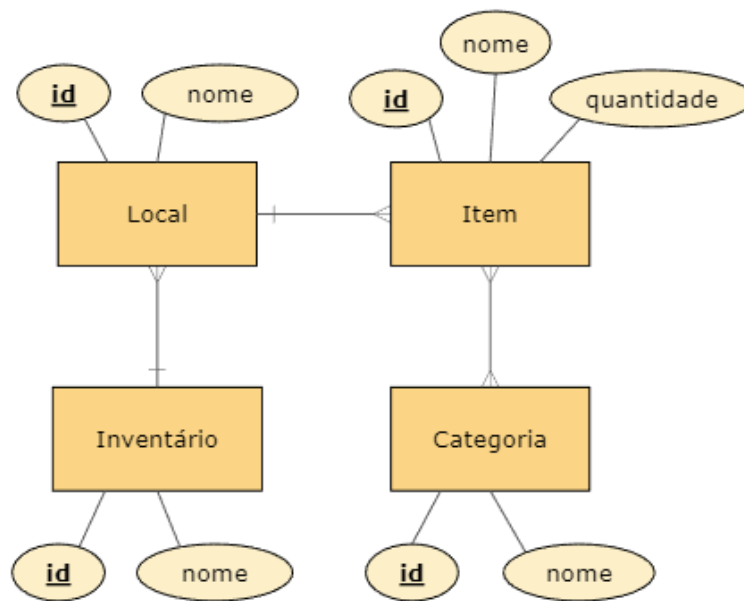 nome
id
nome
id
quantidade
Local
Item
Inventário
Categoria
id
nome
id
nome